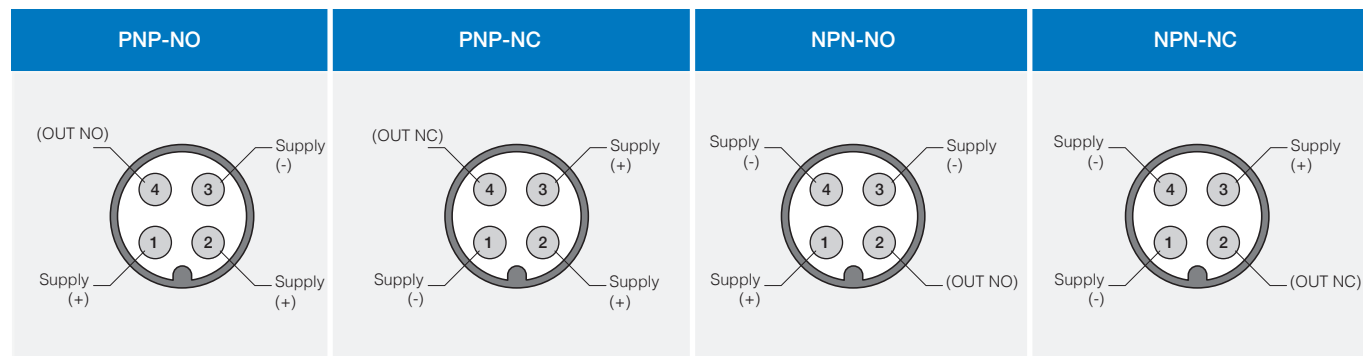 PNP-NO
PNP-NC
NPN-NO
NPN-NC
(OUT NO)
Supply
(-)
4
3
1
2
Supply
(+)
Supply
(+)
(OUT NC)
Supply
(+)
4
3
1
2
Supply
(-)
Supply
(+)
Supply
(-)
Supply
(-)
4
3
1
2
Supply
(+)
(OUT NO)
Supply
(-)
Supply
(+)
4
3
1
2
Supply
(-)
(OUT NC)